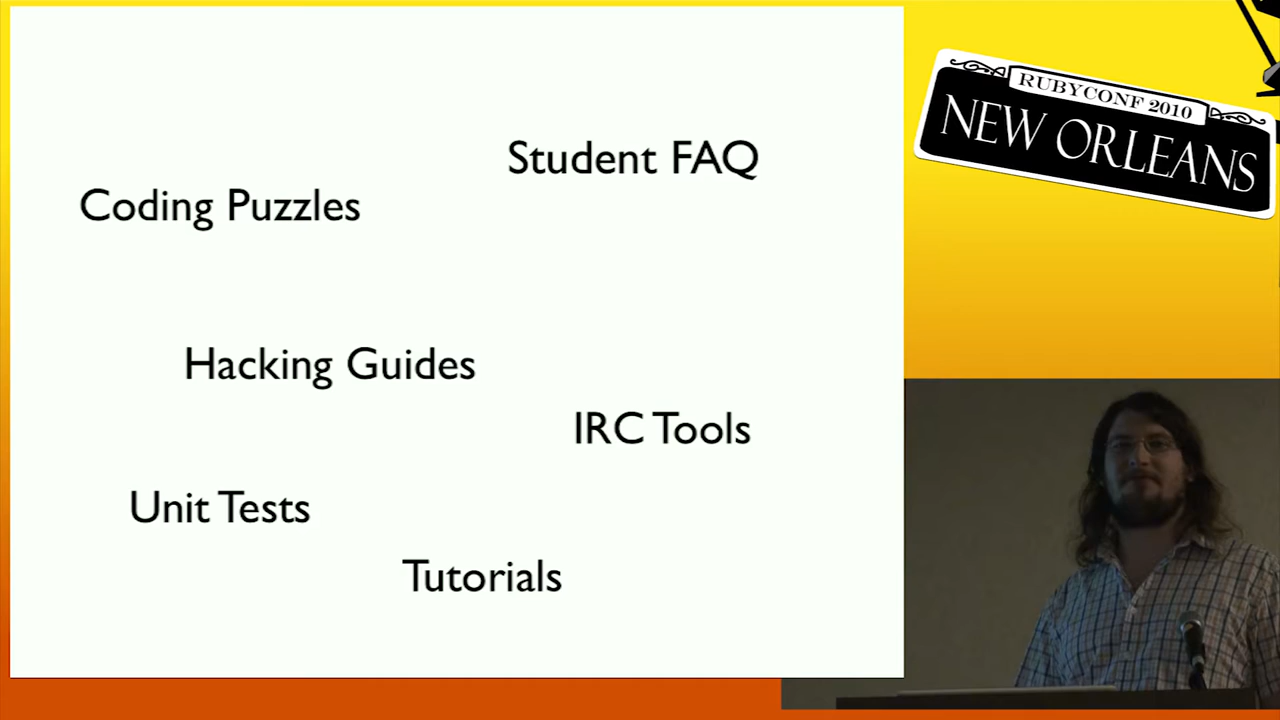 Student FAQ
Coding Puzzles
Hacking Guides
IRC Tools
Unit Tests
Tutorials
RUBYCONF 2010
NEW ORLEANS